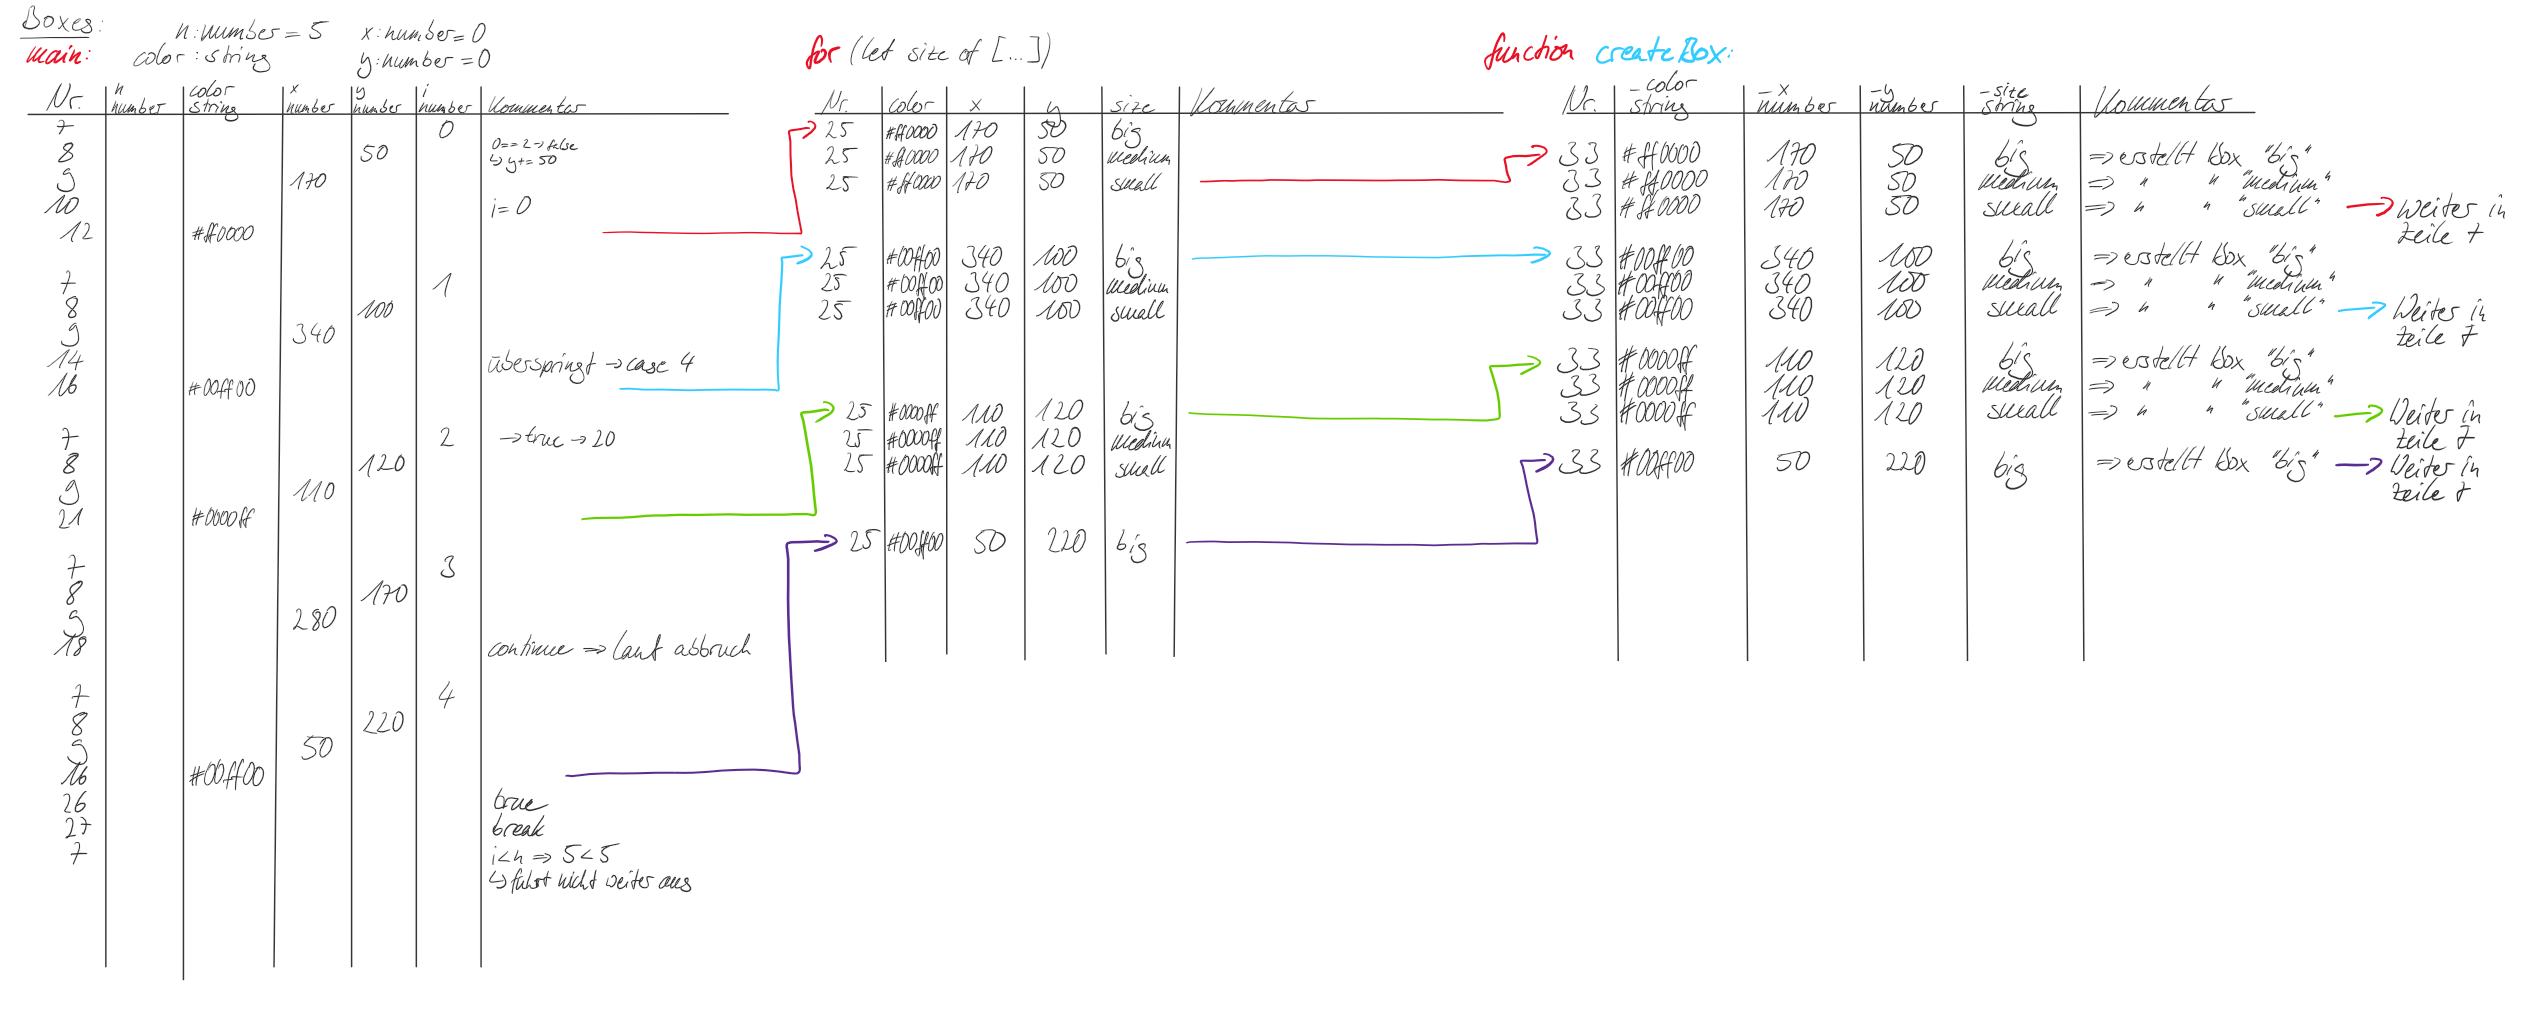 Boxes:
n:number = 5 x:number = 0
main: color : string y:number = 0
Nr. n number color string x number y number i number Kommentar
7 0
8 50 0==2→false
↳ y+=50
9 170
10 i=0
12 #ff0000
7 1
8 100
9 340
14 überspringt → case 4
16 #00ff00
7 2 → true → 20
8 120
9 110
21 #0000ff
7 3
8 170
9 280
18 continue ⇒ lauf abbruch
7 4
8 220
9 50
16 #00ff00
26 true
27 break
7 i<n ⇒ 5<5
↳ führt nicht weiter aus
for (let size of [...])
Nr. color x y size Kommentar
25 #ff0000 170 50 big
25 #ff0000 170 50 medium
25 #ff0000 170 50 small
25 #00ff00 340 100 big
25 #00ff00 340 100 medium
25 #00ff00 340 100 small
25 #0000ff 110 120 big
25 #0000ff 110 120 medium
25 #0000ff 110 120 small
25 #00ff00 50 220 big
function createBox:
Nr. _color string _x number _y number _size string Kommentar
33 #ff0000 170 50 big ⇒ erstellt Box "big"
33 #ff0000 170 50 medium ⇒ " " "medium"
33 #ff0000 170 50 small ⇒ " " "small" → Weiter in
zeile 7
33 #00ff00 340 100 big ⇒ erstellt Box "big"
33 #00ff00 340 100 medium → " " "medium"
33 #00ff00 340 100 small ⇒ " " "small" → Weiter in
zeile 7
33 #0000ff 110 120 big ⇒ erstellt Box "big"
33 #0000ff 110 120 medium ⇒ " " "medium"
33 #0000ff 110 120 small ⇒ " " "small" → Weiter in
zeile 7
33 #00ff00 50 220 big ⇒ erstellt Box "big" → Weiter in
zeile 7